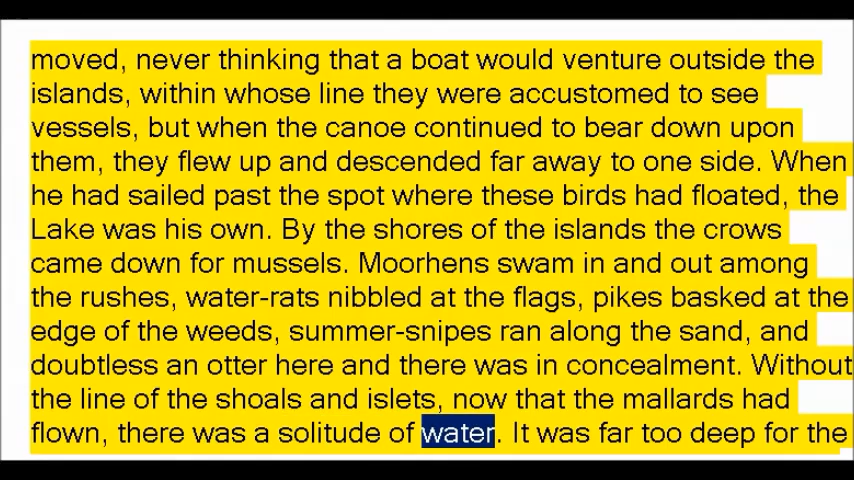 moved, never thinking that a boat would venture outside the
islands, within whose line they were accustomed to see
vessels, but when the canoe continued to bear down upon
them, they flew up and descended far away to one side. When
he had sailed past the spot where these birds had floated, the
Lake was his own. By the shores of the islands the crows
came down for mussels. Moorhens swam in and out among
the rushes, water-rats nibbled at the flags, pikes basked at the
edge of the weeds, summer-snipes ran along the sand, and
doubtless an otter here and there was in concealment. Without
the line of the shoals and islets, now that the mallards had
flown, there was a solitude of water. It was far too deep for the